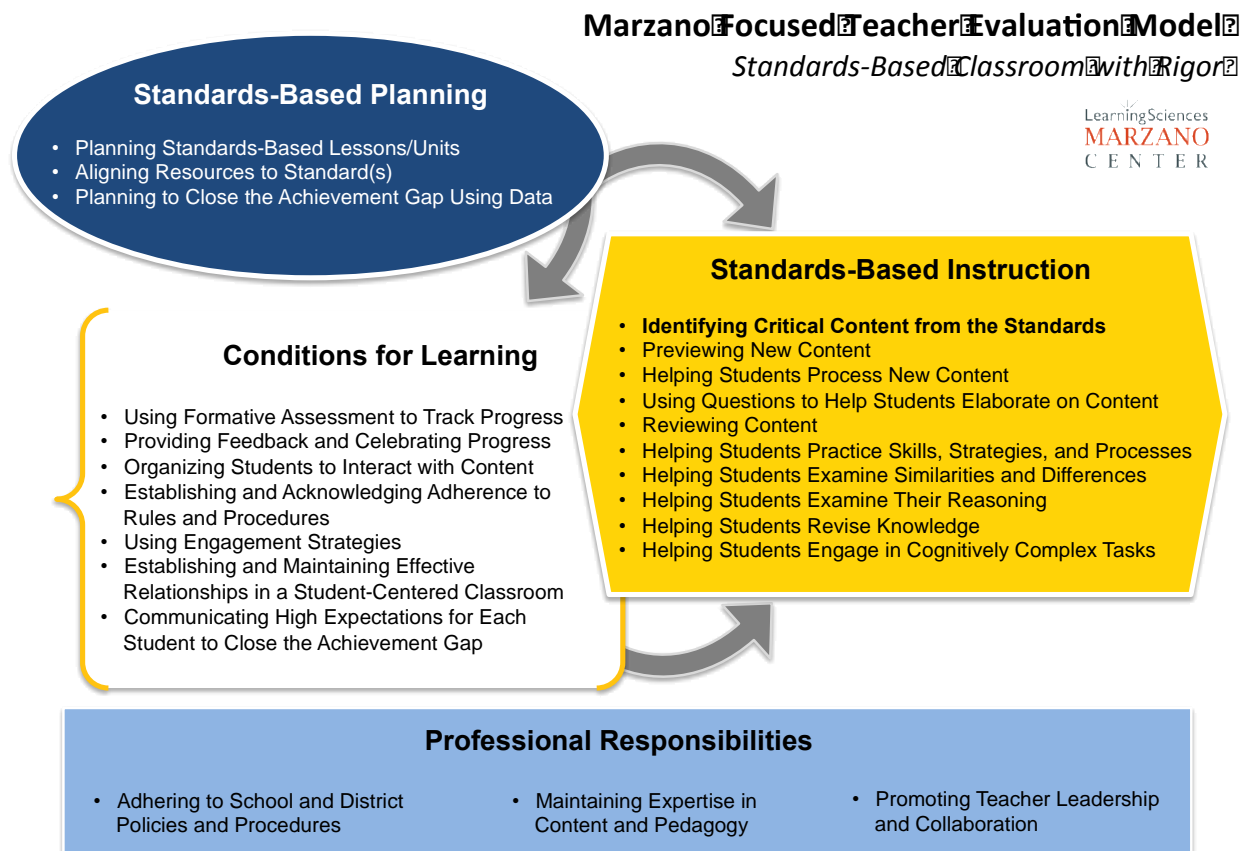 Marzano Focused Teacher Evaluation Model
Standards-Based Classroom with Rigor
LearningSciences
MARZANO
CENTER
Standards-Based Planning
• Planning Standards-Based Lessons/Units
• Aligning Resources to Standard(s)
• Planning to Close the Achievement Gap Using Data
Standards-Based Instruction
• Identifying Critical Content from the Standards
• Previewing New Content
• Helping Students Process New Content
• Using Questions to Help Students Elaborate on Content
• Reviewing Content
• Helping Students Practice Skills, Strategies, and Processes
• Helping Students Examine Similarities and Differences
• Helping Students Examine Their Reasoning
• Helping Students Revise Knowledge
• Helping Students Engage in Cognitively Complex Tasks
Conditions for Learning
• Using Formative Assessment to Track Progress
• Providing Feedback and Celebrating Progress
• Organizing Students to Interact with Content
• Establishing and Acknowledging Adherence to
Rules and Procedures
• Using Engagement Strategies
• Establishing and Maintaining Effective
Relationships in a Student-Centered Classroom
• Communicating High Expectations for Each
Student to Close the Achievement Gap
Professional Responsibilities
• Adhering to School and District
Policies and Procedures
• Maintaining Expertise in
Content and Pedagogy
• Promoting Teacher Leadership
and Collaboration